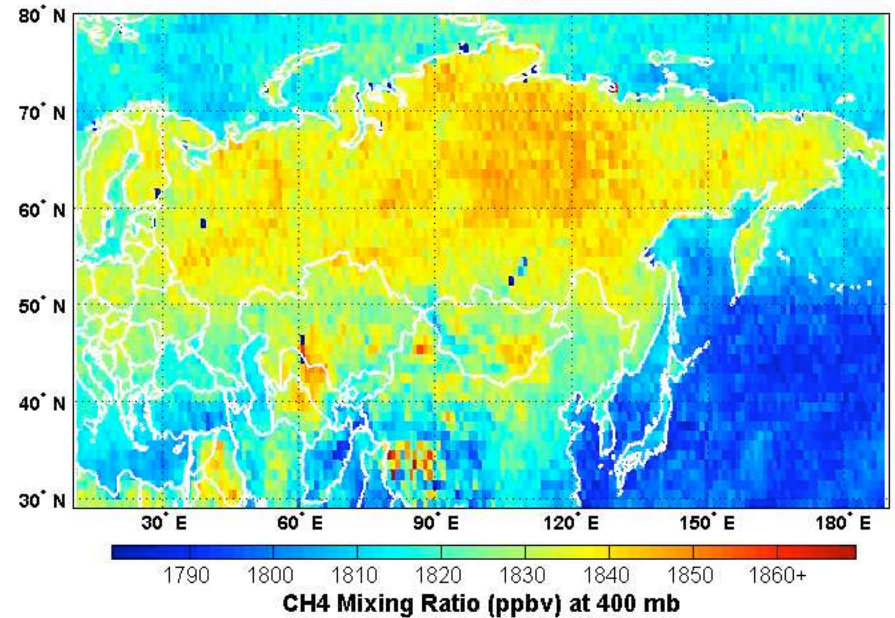 80° N
70° N
60° N
50° N
40° N
30° N
30° E 60° E 90° E 120° E 150° E 180° E
1790 1800 1810 1820 1830 1840 1850 1860+
CH4 Mixing Ratio (ppbv) at 400 mb